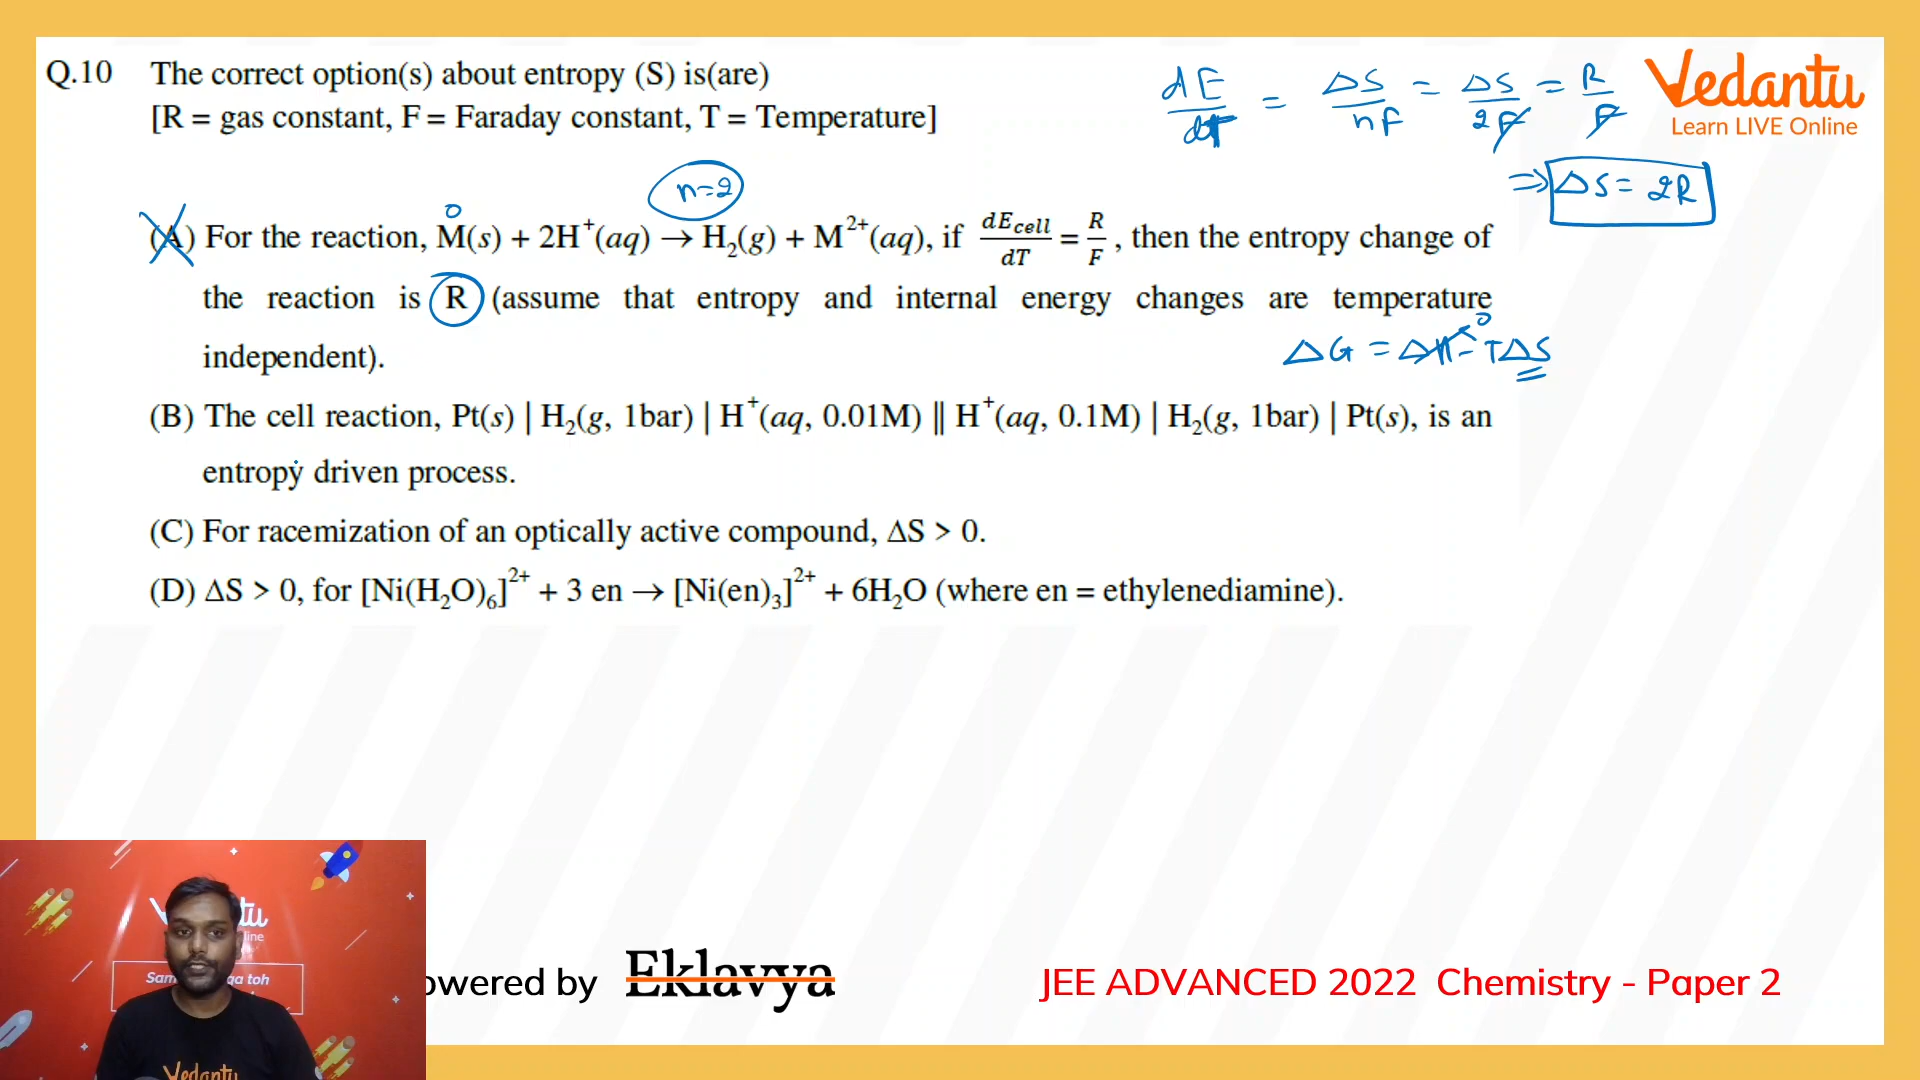 Q.10 The correct option(s) about entropy (S) is(are)
[R = gas constant, F = Faraday constant, T = Temperature]
dE/dT = ΔS/nF = ΔS/2F = R/F
⇒ ΔS = 2R
Vedantu
Learn LIVE Online
n=2
0
(A) For the reaction, M(s) + 2H⁺(aq) → H₂(g) + M²⁺(aq), if dE_cell/dT = R/F, then the entropy change of
the reaction is R (assume that entropy and internal energy changes are temperature
independent).
ΔG = ΔH - TΔS
0
(B) The cell reaction, Pt(s) | H₂(g, 1bar) | H⁺(aq, 0.01M) || H⁺(aq, 0.1M) | H₂(g, 1bar) | Pt(s), is an
entropy driven process.
(C) For racemization of an optically active compound, ΔS > 0.
(D) ΔS > 0, for [Ni(H₂O)₆]²⁺ + 3 en → [Ni(en)₃]²⁺ + 6H₂O (where en = ethylenediamine).
owered by Eklavya
JEE ADVANCED 2022 Chemistry - Paper 2
Vedantu